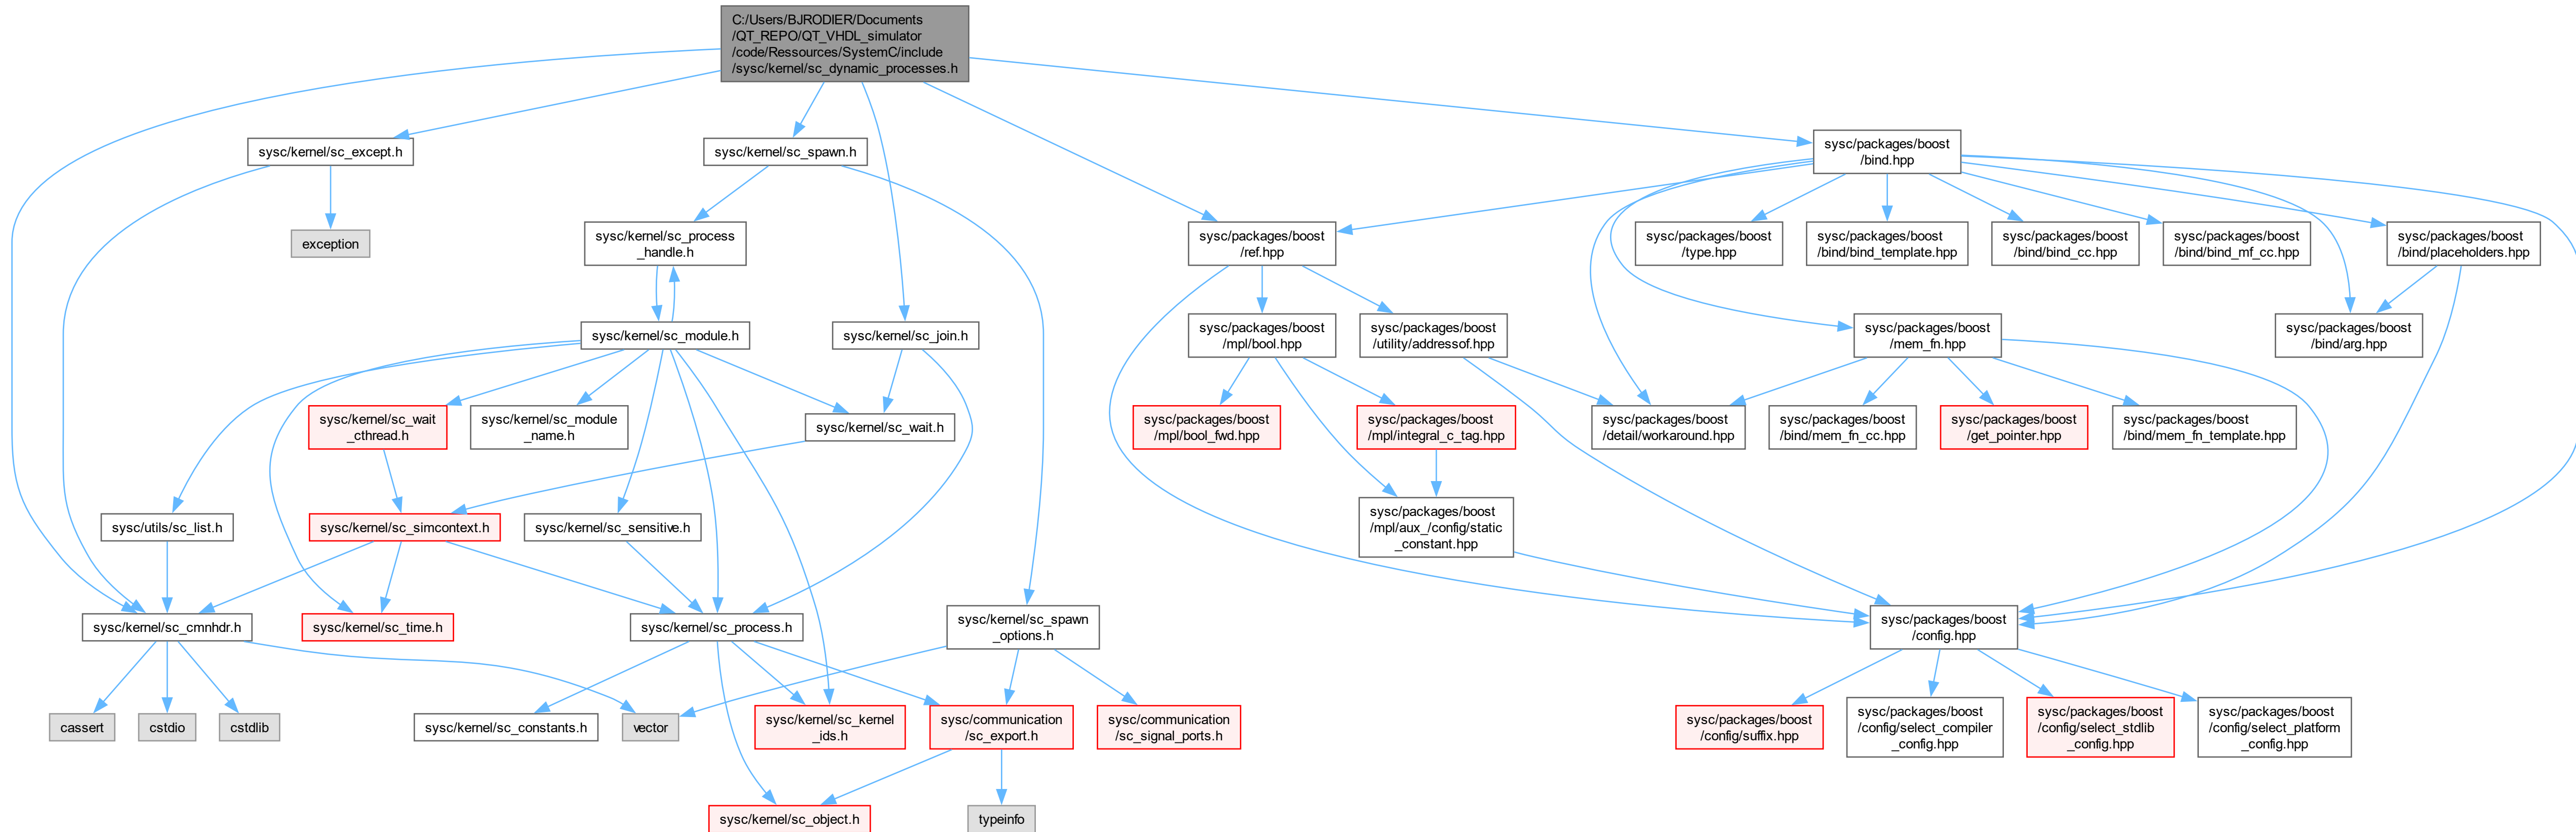 C:/Users/BJRODIER/Documents
/QT_REPO/QT_VHDL_simulator
/code/Ressources/SystemC/include
/sysc/kernel/sc_dynamic_processes.h
sysc/kernel/sc_except.h
sysc/kernel/sc_spawn.h
sysc/packages/boost
/bind.hpp
exception
sysc/kernel/sc_process
_handle.h
sysc/packages/boost
/ref.hpp
sysc/packages/boost
/type.hpp
sysc/packages/boost
/bind/bind_template.hpp
sysc/packages/boost
/bind/bind_cc.hpp
sysc/packages/boost
/bind/bind_mf_cc.hpp
sysc/packages/boost
/bind/placeholders.hpp
sysc/kernel/sc_module.h
sysc/kernel/sc_join.h
sysc/packages/boost
/mpl/bool.hpp
sysc/packages/boost
/utility/addressof.hpp
sysc/packages/boost
/mem_fn.hpp
sysc/packages/boost
/bind/arg.hpp
sysc/kernel/sc_wait
_cthread.h
sysc/kernel/sc_module
_name.h
sysc/kernel/sc_wait.h
sysc/packages/boost
/mpl/bool_fwd.hpp
sysc/packages/boost
/mpl/integral_c_tag.hpp
sysc/packages/boost
/detail/workaround.hpp
sysc/packages/boost
/bind/mem_fn_cc.hpp
sysc/packages/boost
/get_pointer.hpp
sysc/packages/boost
/bind/mem_fn_template.hpp
sysc/utils/sc_list.h
sysc/kernel/sc_simcontext.h
sysc/kernel/sc_sensitive.h
sysc/packages/boost
/mpl/aux_/config/static
_constant.hpp
sysc/kernel/sc_cmnhdr.h
sysc/kernel/sc_time.h
sysc/kernel/sc_process.h
sysc/kernel/sc_spawn
_options.h
sysc/packages/boost
/config.hpp
cassert
cstdio
cstdlib
sysc/kernel/sc_constants.h
vector
sysc/kernel/sc_kernel
_ids.h
sysc/communication
/sc_export.h
sysc/communication
/sc_signal_ports.h
sysc/packages/boost
/config/suffix.hpp
sysc/packages/boost
/config/select_compiler
_config.hpp
sysc/packages/boost
/config/select_stdlib
_config.hpp
sysc/packages/boost
/config/select_platform
_config.hpp
sysc/kernel/sc_object.h
typeinfo